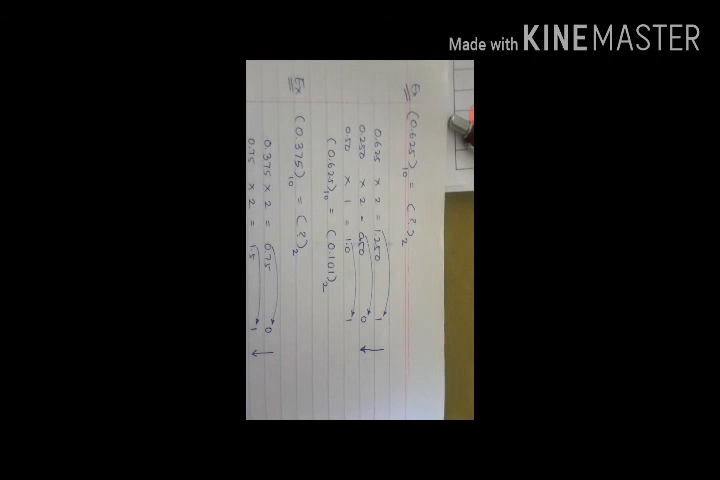 Made with KINEMASTER
Ex (0.625)₁₀ = (?)₂
0.625 × 2 = 1.250 1
0.250 × 2 = 0.50 0
0.50 × 1 = 1.0 1
(0.625)₁₀ = (0.101)₂
Ex (0.375)₁₀ = (?)₂
0.375 × 2 = 0.75 0
0.75 × 2 = 1.5 1